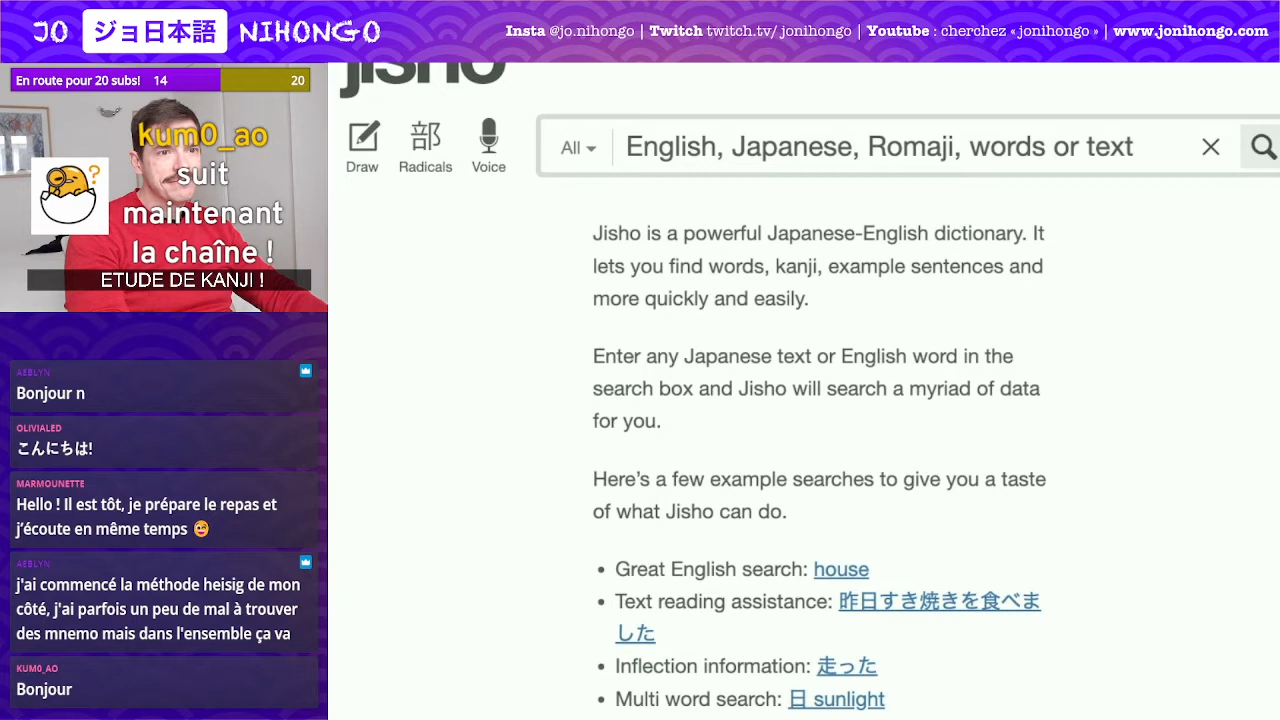 JO ジョ日本語 NIHONGO
Insta @jo.nihongo | Twitch twitch.tv/ jonihongo | Youtube : cherchez « jonihongo » | www.jonihongo.com
En route pour 20 subs! 14 20
kum0_ao
suit
maintenant
la chaîne !
ETUDE DE KANJI !
AEBLYN
Bonjour n
OLIVIALED
こんにちは!
MARMOUNETTE
Hello ! Il est tôt, je prépare le repas et
j'écoute en même temps
AEBLYN
j'ai commencé la méthode heisig de mon
côté, j'ai parfois un peu de mal à trouver
des mnemo mais dans l'ensemble ça va
KUM0_AO
Bonjour
jisho
Draw
部
Radicals
Voice
All
English, Japanese, Romaji, words or text
Jisho is a powerful Japanese-English dictionary. It
lets you find words, kanji, example sentences and
more quickly and easily.
Enter any Japanese text or English word in the
search box and Jisho will search a myriad of data
for you.
Here's a few example searches to give you a taste
of what Jisho can do.
• Great English search: house
• Text reading assistance: 昨日すき焼きを食べま
した
• Inflection information: 走った
• Multi word search: 日 sunlight